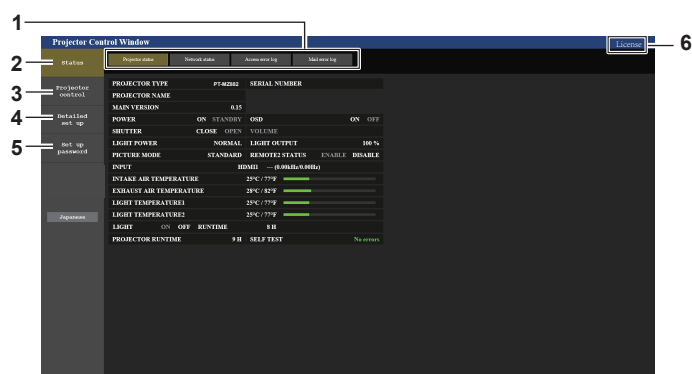 1
Projector Control Window
License
6
2
Status
Projector status
Network status
Access error log
Mail error log
3
Projector
control
4
Detailed
set up
5
Set up
password
Japanese
PROJECTOR TYPE PT-MZ882 SERIAL NUMBER
PROJECTOR NAME
MAIN VERSION 0.15
POWER ON STANDBY OSD ON OFF
SHUTTER CLOSE OPEN VOLUME
LIGHT POWER NORMAL LIGHT OUTPUT 100 %
PICTURE MODE STANDARD REMOTE2 STATUS ENABLE DISABLE
INPUT HDMI1 --- (0.00kHz/0.00Hz)
INTAKE AIR TEMPERATURE 25°C / 77°F
EXHAUST AIR TEMPERATURE 28°C / 82°F
LIGHT TEMPERATURE1 25°C / 77°F
LIGHT TEMPERATURE2 25°C / 77°F
LIGHT ON OFF RUNTIME 8 H
PROJECTOR RUNTIME 9 H SELF TEST No errors